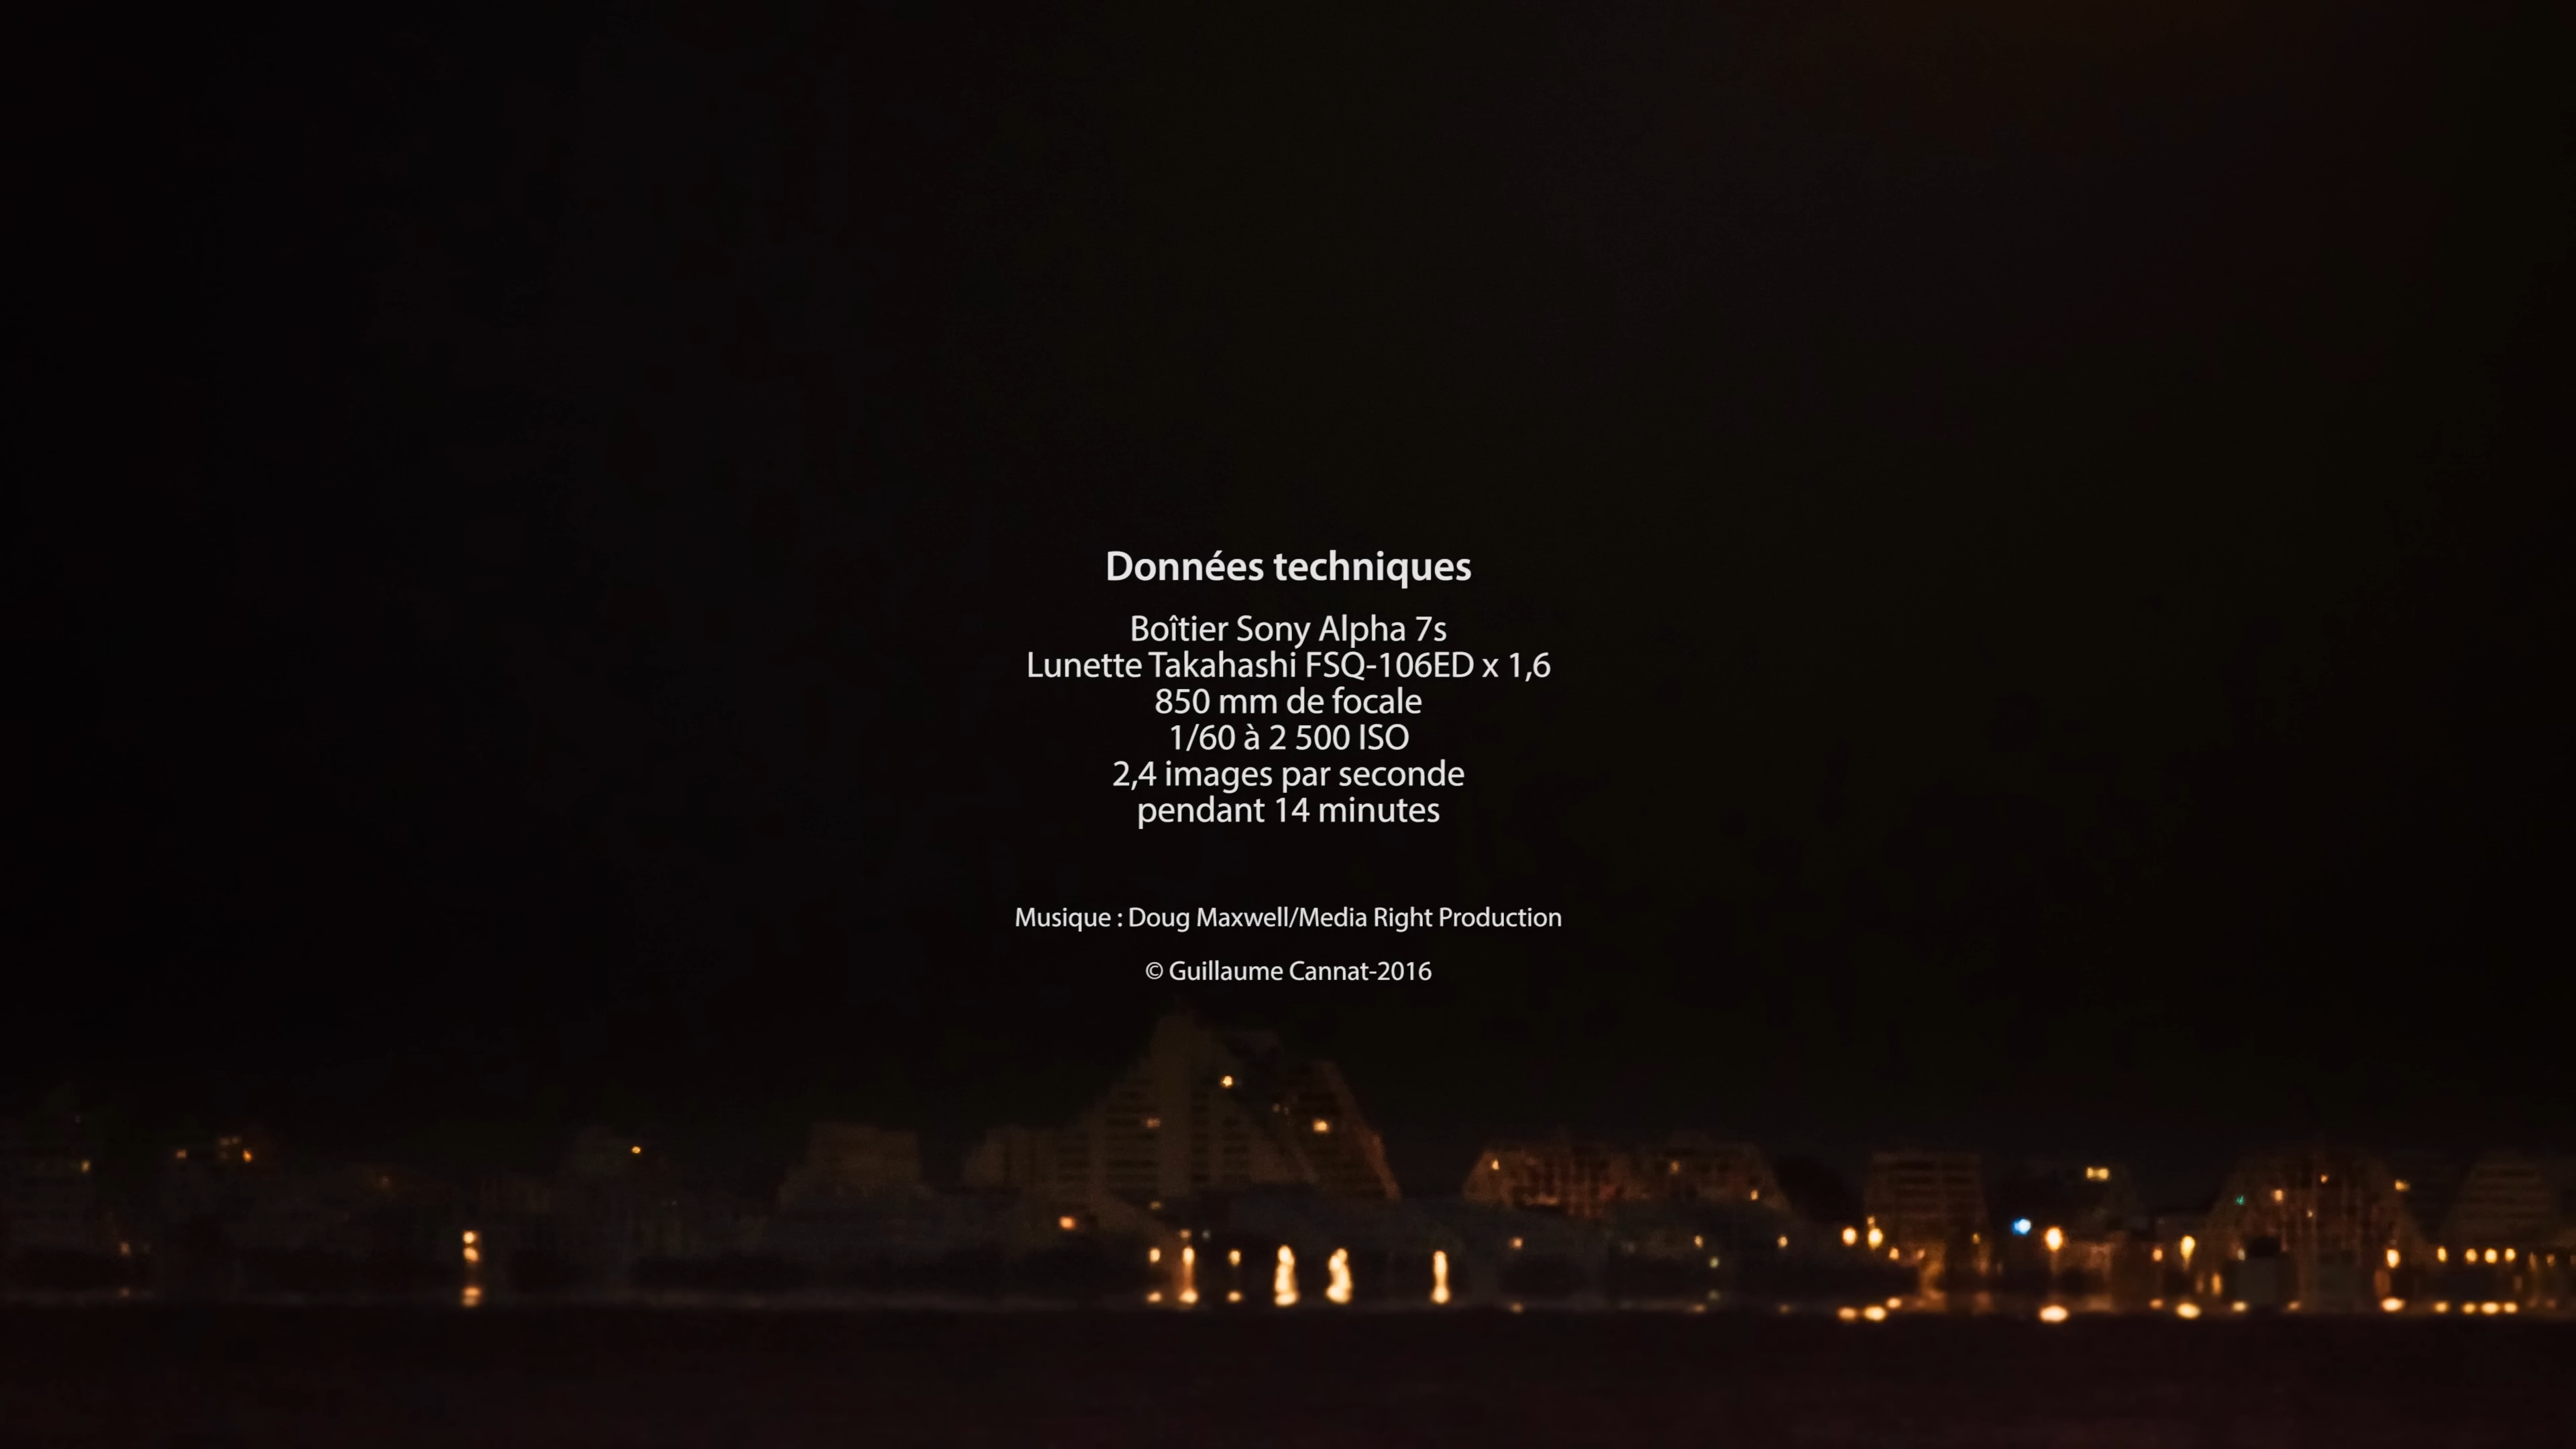 Données techniques
Boîtier Sony Alpha 7s
Lunette Takahashi FSQ-106ED x 1,6
850 mm de focale
1/60 à 2 500 ISO
2,4 images par seconde
pendant 14 minutes
Musique : Doug Maxwell/Media Right Production
© Guillaume Cannat-2016